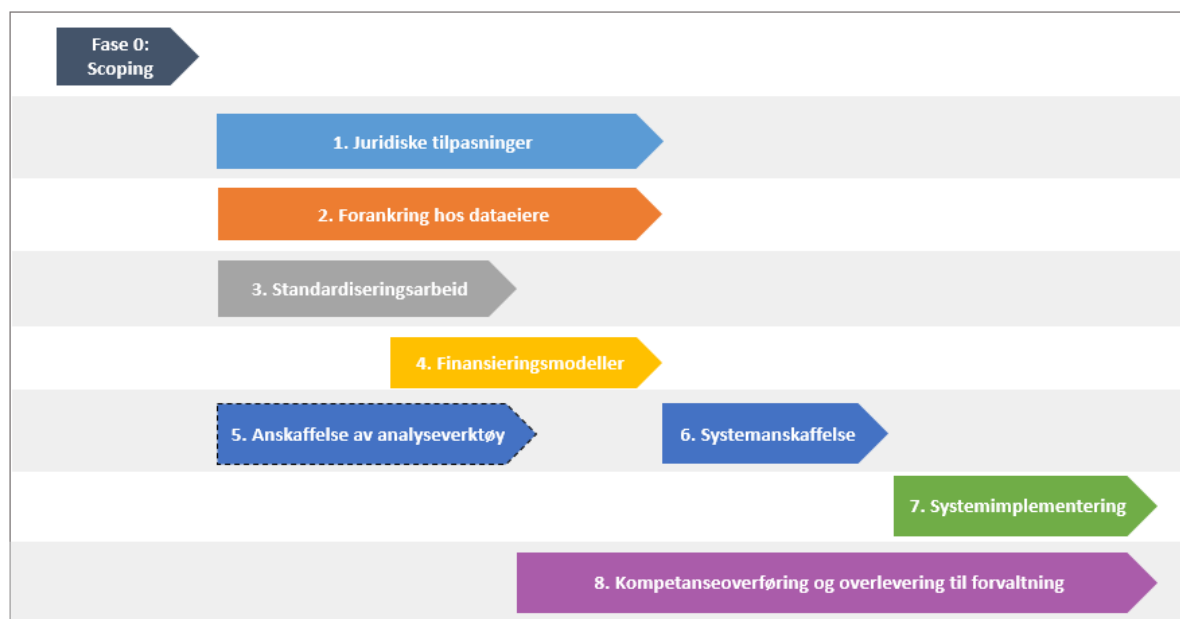 Fase 0:
Scoping
1. Juridiske tilpasninger
2. Forankring hos dataeiere
3. Standardiseringsarbeid
4. Finansieringsmodeller
5. Anskaffelse av analyseverktøy
6. Systemanskaffelse
7. Systemimplementering
8. Kompetanseoverføring og overlevering til forvaltning